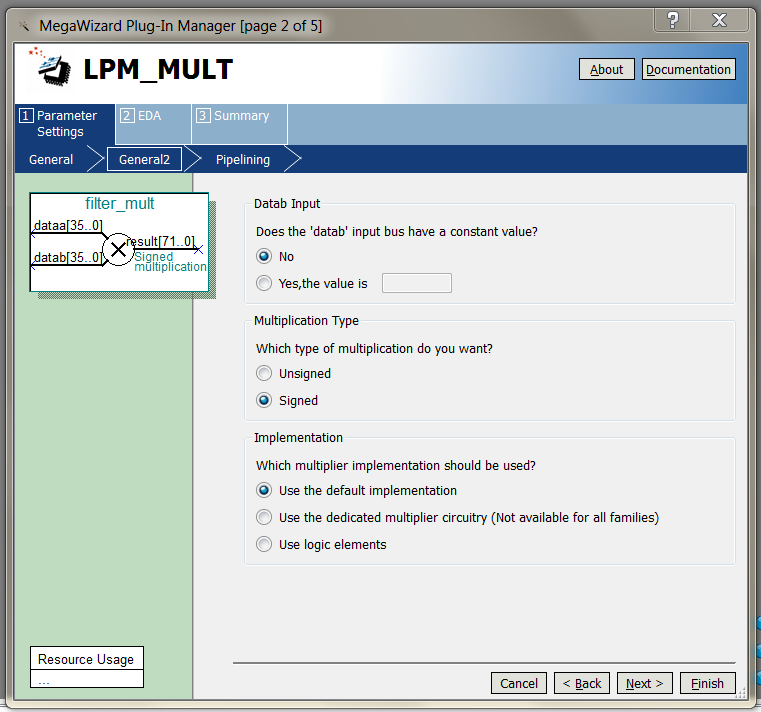 MegaWizard Plug-In Manager [page 2 of 5]
?
LPM_MULT
About
Documentation
1 Parameter Settings
2 EDA
3 Summary
General
General2
Pipelining
filter_mult
dataa[35..0]
result[71..0]
datab[35..0]
Signed
multiplication
Resource Usage
...
Datab Input
Does the 'datab' input bus have a constant value?
No
Yes,the value is
Multiplication Type
Which type of multiplication do you want?
Unsigned
Signed
Implementation
Which multiplier implementation should be used?
Use the default implementation
Use the dedicated multiplier circuitry (Not available for all families)
Use logic elements
Cancel
< Back
Next >
Finish